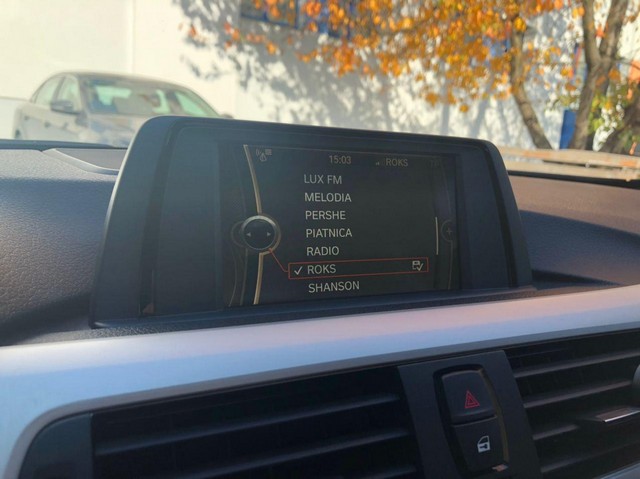 15:03 ROKS
LUX FM
MELODIA
PERSHE
PIATNICA
RADIO
ROKS
SHANSON